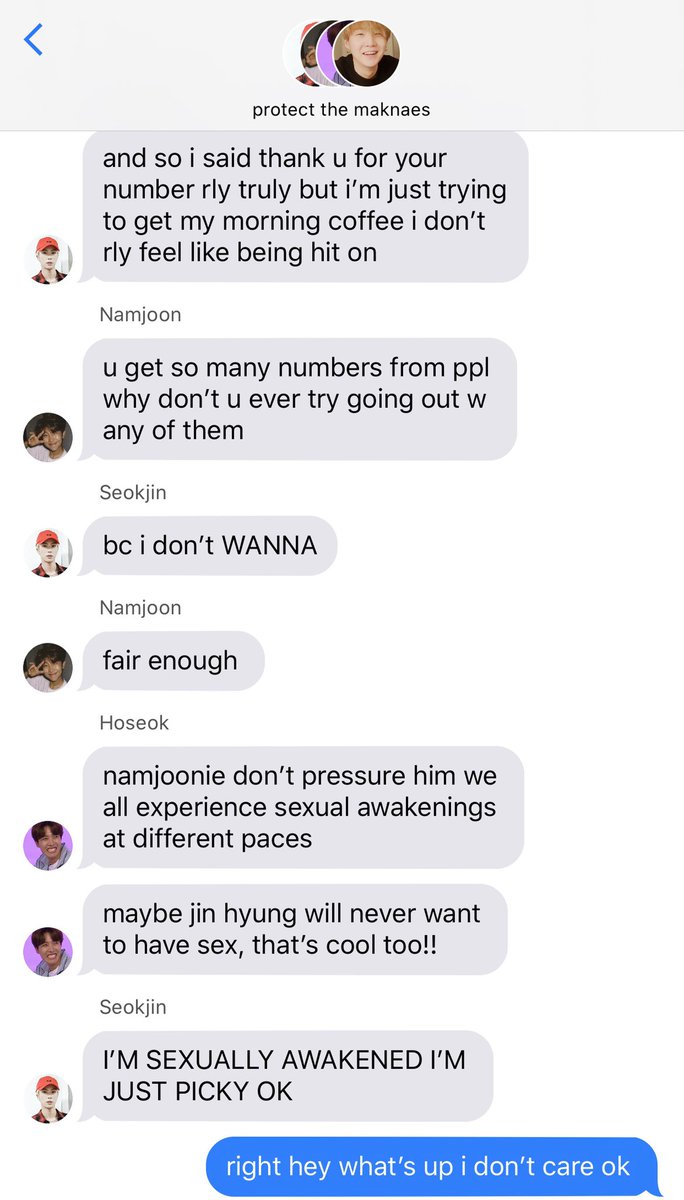 protect the maknaes
and so i said thank u for your
number rly truly but i’m just trying
to get my morning coffee i don’t
rly feel like being hit on
Namjoon
u get so many numbers from ppl
why don’t u ever try going out w
any of them
Seokjin
bc i don’t WANNA
Namjoon
fair enough
Hoseok
namjoonie don’t pressure him we
all experience sexual awakenings
at different paces
maybe jin hyung will never want
to have sex, that’s cool too!!
Seokjin
I’M SEXUALLY AWAKENED I’M
JUST PICKY OK
right hey what’s up i don’t care ok